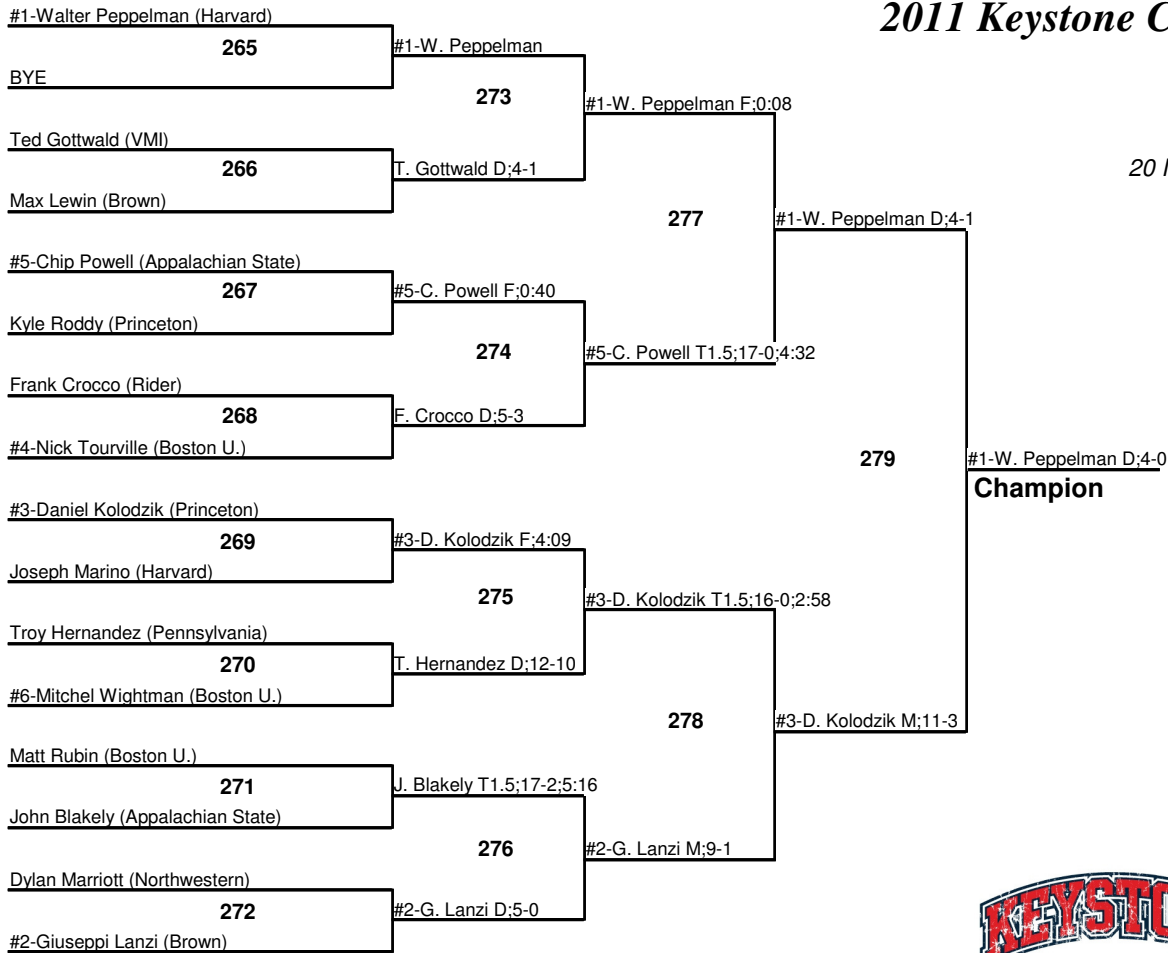 2011 Keystone C
20
#1-Walter Peppelman (Harvard)
265
BYE
Ted Gottwald (VMI)
266
Max Lewin (Brown)
#5-Chip Powell (Appalachian State)
267
Kyle Roddy (Princeton)
Frank Crocco (Rider)
268
#4-Nick Tourville (Boston U.)
#3-Daniel Kolodzik (Princeton)
269
Joseph Marino (Harvard)
Troy Hernandez (Pennsylvania)
270
#6-Mitchel Wightman (Boston U.)
Matt Rubin (Boston U.)
271
John Blakely (Appalachian State)
Dylan Marriott (Northwestern)
272
#2-Giuseppi Lanzi (Brown)
#1-W. Peppelman
273
T. Gottwald D;4-1
#5-C. Powell F;0:40
274
F. Crocco D;5-3
#3-D. Kolodzik F;4:09
275
T. Hernandez D;12-10
J. Blakely T1.5;17-2;5:16
276
#2-G. Lanzi D;5-0
#1-W. Peppelman F;0:08
277
#5-C. Powell T1.5;17-0;4:32
#3-D. Kolodzik T1.5;16-0;2:58
278
#2-G. Lanzi M;9-1
#1-W. Peppelman D;4-1
279
#3-D. Kolodzik M;11-3
#1-W. Peppelman D;4-0
Champion
KEYSTO